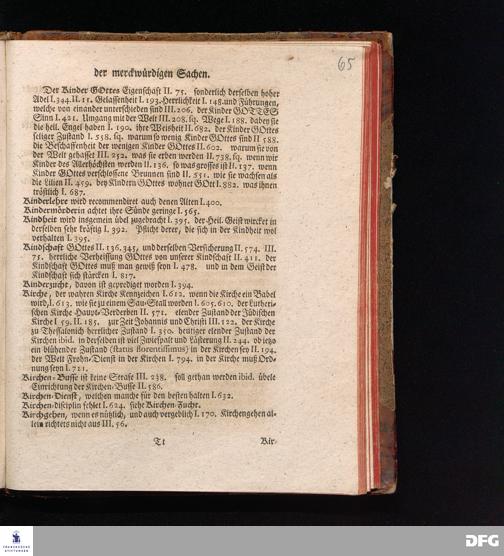 65
der merckwürdigen Sachen.
Der Kinder GOttes Eigenschafft II. 75. sonderlich derselben hoher
Adel I.344. II.15. Gelassenheit I. 193. Herrlichkeit I. 148. und Führungen,
welche von einander unterschieden sind III.206. der Kinder GOTTES
Sinn I.421. Umgang mit der Welt III.208. sq. Wege I.188. dabey sie
die heil. Engel haben I. 190. ihre Weisheit II.682. der Kinder GOttes
seliger Zustand I. 558. sq. warum so wenig Kinder GOttes sind II 588.
die Beschaffenheit der wenigen Kinder GOttes II.602. warum sie von
der Welt gehasset III. 252. was sie erben werden II.738. sq. wenn wir
Kinder des Allerhöchsten werden II.136. so was grosses ist II.137. wenn
Kinder GOttes verschlossene Brunnen sind II. 551. wie sie wachsen als
die Lilien II. 459. bey Kindern GOttes wohnet GOtt I.882. was ihnen
tröstlich I. 687.
Kinderlehre wird recommendiret auch denen Alten I.400.
Kindermörderin achtet ihre Sünde geringe I. 565.
Kindheit wird insgemein übel zugebracht I. 395. der Heil. Geist wircket in
derselben sehr kräftig I. 392. Pflicht derer, die sich in der Kindheit wol
verhalten I. 395.
Kindschaft GOttes II.136.345. und derselben Versicherung II.574. III.
75. herrliche Verheissung GOttes von unserer Kindschaft II.411. der
Kindschaft GOttes muß man gewiß seyn I. 478. und in dem Geist der
Kindschaft sich stärcken I. 817.
Kinderzucht, davon ist geprediget worden I. 394.
Kirche, der wahren Kirche Kennzeichen I.612. wenn die Kirche ein Babel
wird, I. 613. wie sie zu einem Sau-Stall worden I.605.610. der Lutheri-
schen Kirche Haupt-Verderben II. 571. elender Zustand der Jüdischen
Kirche I 59. II.185. zur Zeit Johannis und Christi III.122. der Kirche
zu Thessalonich herrlicher Zustand I. 350. heutiger elender Zustand der
Kirchen ibid. in derselben ist viel Zwiespalt und Lästerung II.244. ob ietzo
ein blühender Zustand (status florentissimus) in der Kirchen sey II. 194.
der Welt Frohn-Dienst in der Kirchen I. 794. in der Kirche muß Ord-
nung seyn I. 711.
Kirchen-Busse ist keine Strafe III. 238. soll gethan werden ibid. übele
Einrichtung der Kirchen-Busse II. 586.
Kirchen-Dienst, welchen manche für den besten halten I.632.
Kirchen-disciplin fehlet I.624. siehe Kirchen-Zucht.
Kirchgehen, wenn es nützlich, und auch vergeblich I. 170. Kirchengehen al-
lein richtets nicht aus III. 56.
Tt
Kir-
FRANCKESCHE
STIFTUNGEN
DFG